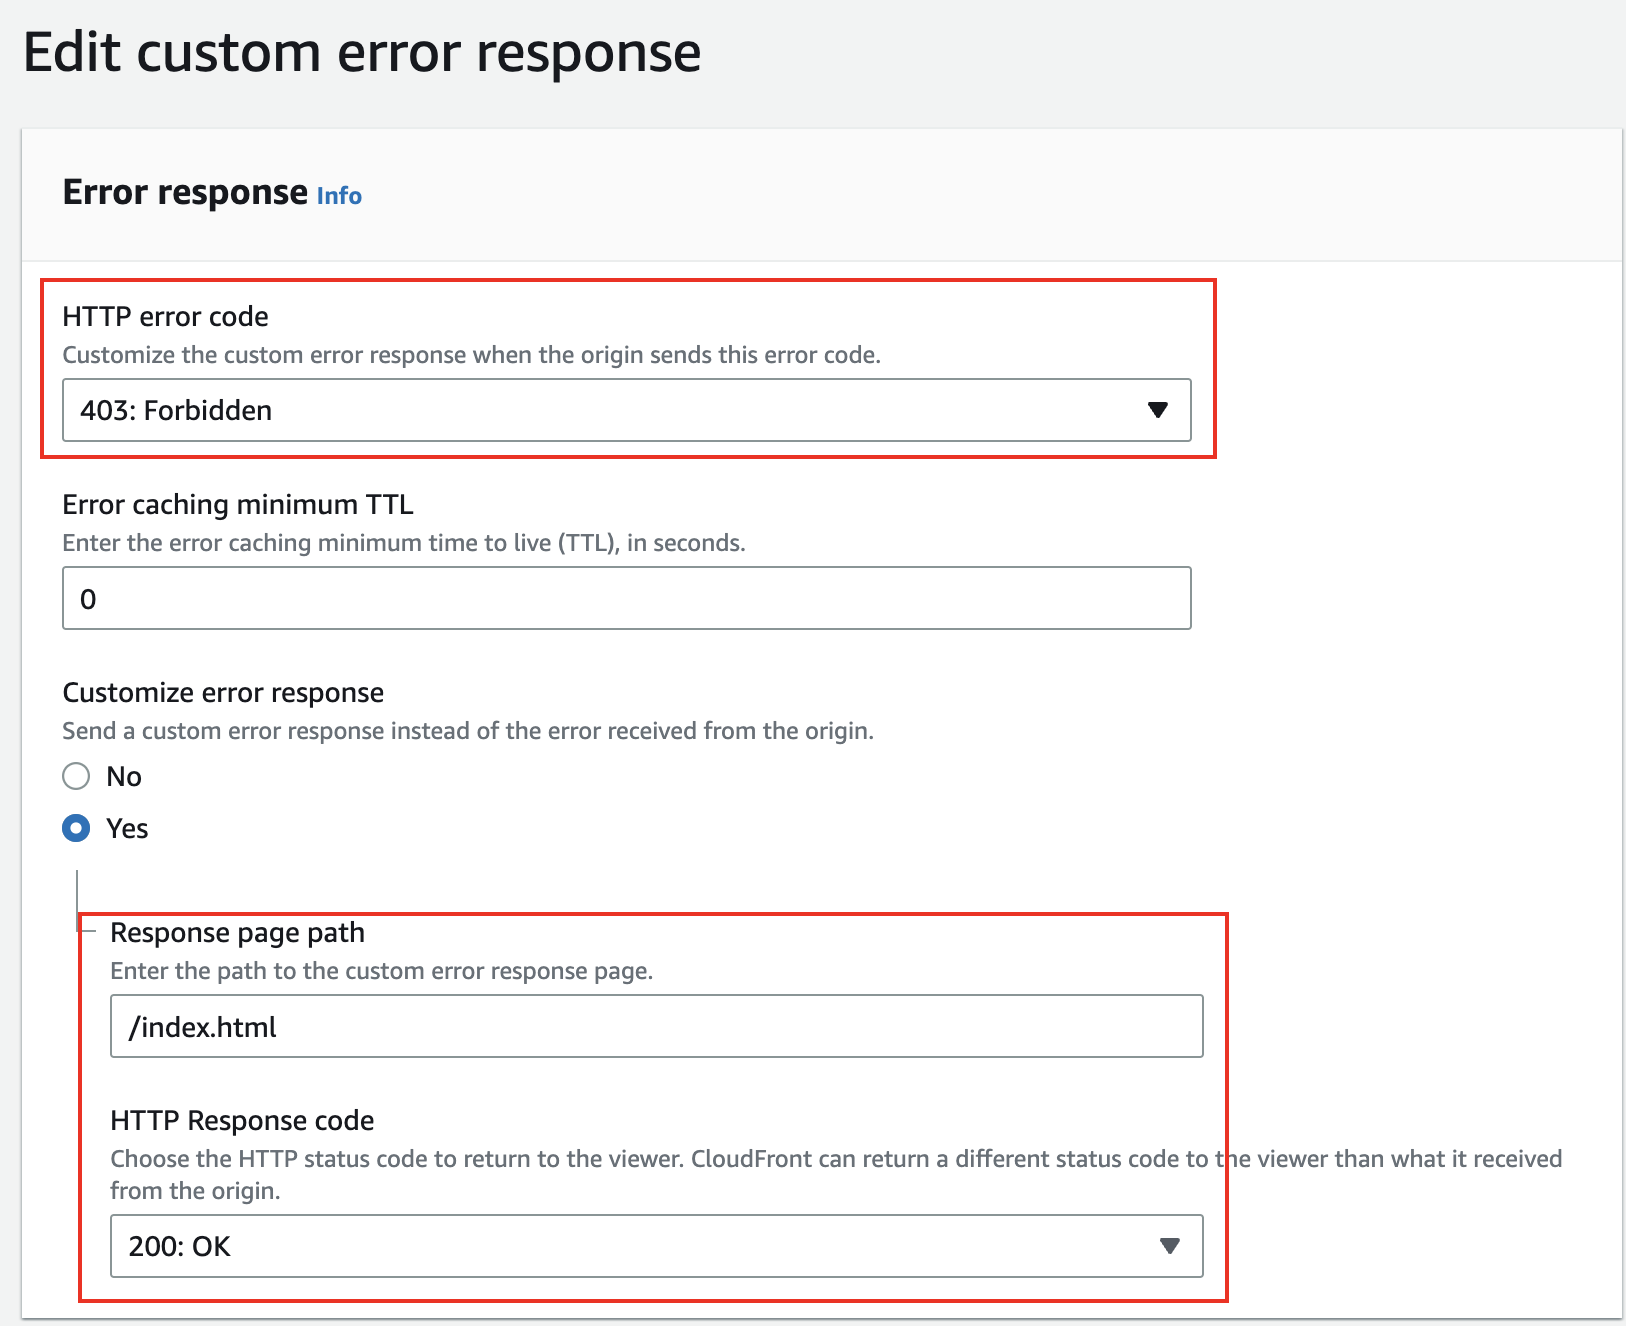 Edit custom error response
Error response Info
HTTP error code
Customize the custom error response when the origin sends this error code.
403: Forbidden
Error caching minimum TTL
Enter the error caching minimum time to live (TTL), in seconds.
0
Customize error response
Send a custom error response instead of the error received from the origin.
No
Yes
Response page path
Enter the path to the custom error response page.
/index.html
HTTP Response code
Choose the HTTP status code to return to the viewer. CloudFront can return a different status code to the viewer than what it received
from the origin.
200: OK